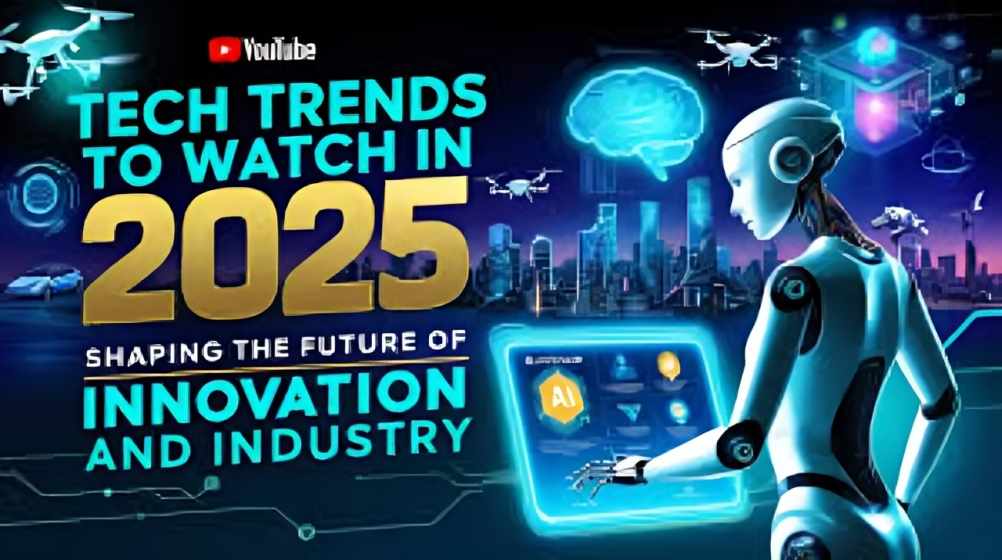 YouTube
TECH TRENDS
TO WATCH IN
2025
SHAPING THE FUTURE OF
INNOVATION
AND INDUSTRY
AI